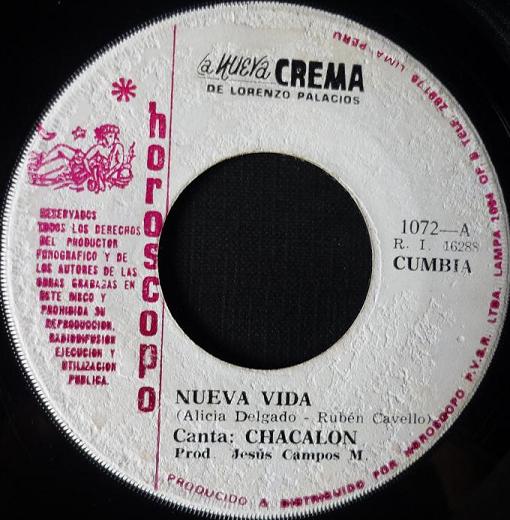 la nueva CREMA
DE LORENZO PALACIOS
horoscopo
RESERVADOS
TODOS LOS DERECHOS
DEL PRODUCTOR
FONOGRAFICO Y DE
LOS AUTORES DE LAS
OBRAS GRABADAS EN
ESTE DISCO Y
PROHIBIDA SU
REPRODUCCION,
RADIODIFUSION
EJECUCION Y
UTILIZACION
PUBLICA.
1072—A
R. I. 16288
CUMBIA
NUEVA VIDA
(Alicia Delgado - Rubén Cavello)
Canta: CHACALON
Prod. Jesús Campos M.
PRODUCIDO & DISTRIBUIDO POR HOROSCOPO P.V.S.R. LTDA. LAMPA 1094 OF 8 TELF 289178 LIMA PERU